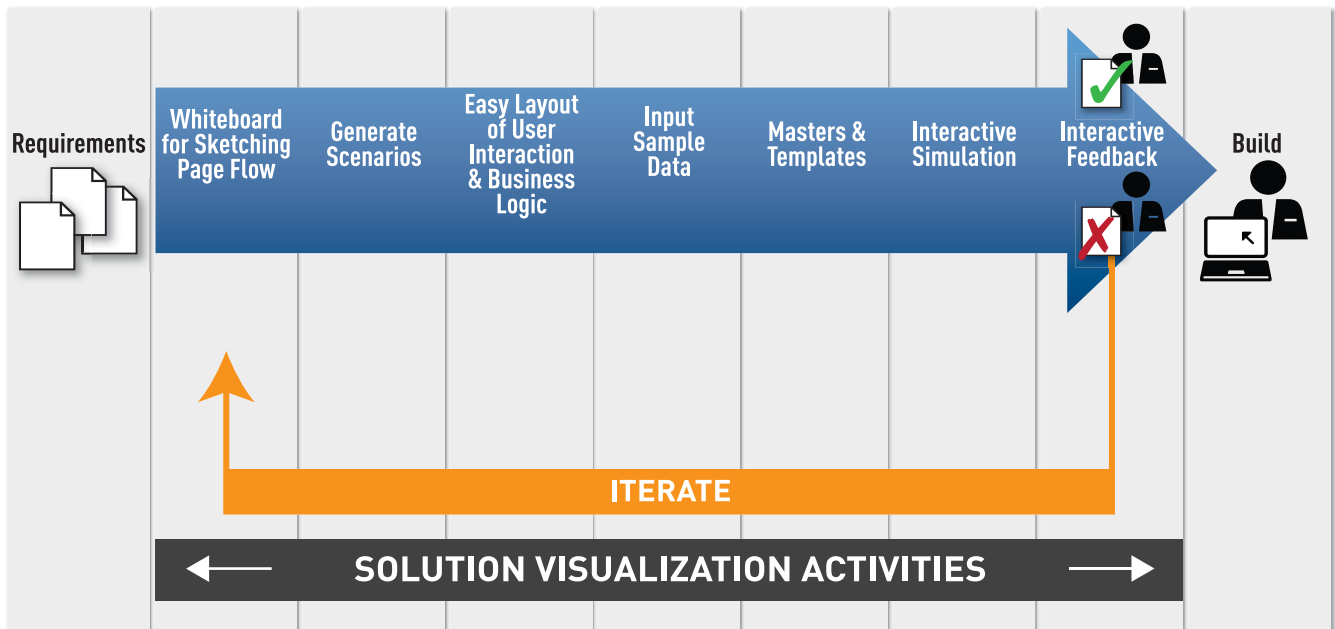 Requirements
Whiteboard
for Sketching
Page Flow
Generate
Scenarios
Easy Layout
of User
Interaction
& Business
Logic
Input
Sample
Data
Masters &
Templates
Interactive
Simulation
Interactive
Feedback
Build
ITERATE
SOLUTION VISUALIZATION ACTIVITIES